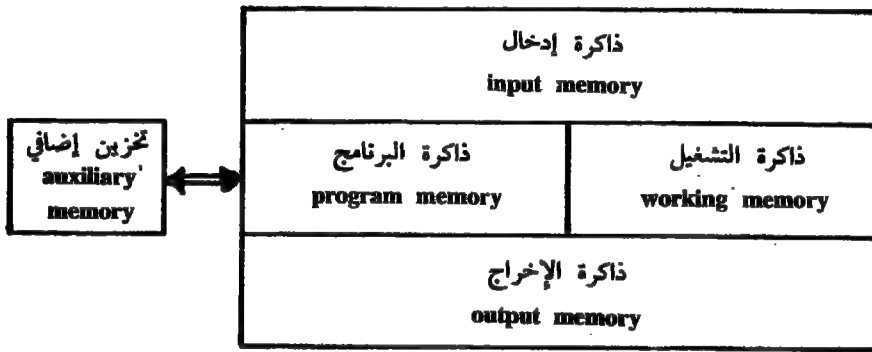 ذاكرة إدخال
input memory
تخزين إضافي
auxiliary
memory
ذاكرة البرنامج
program memory
ذاكرة التشغيل
working memory
ذاكرة الإخراج
output memory